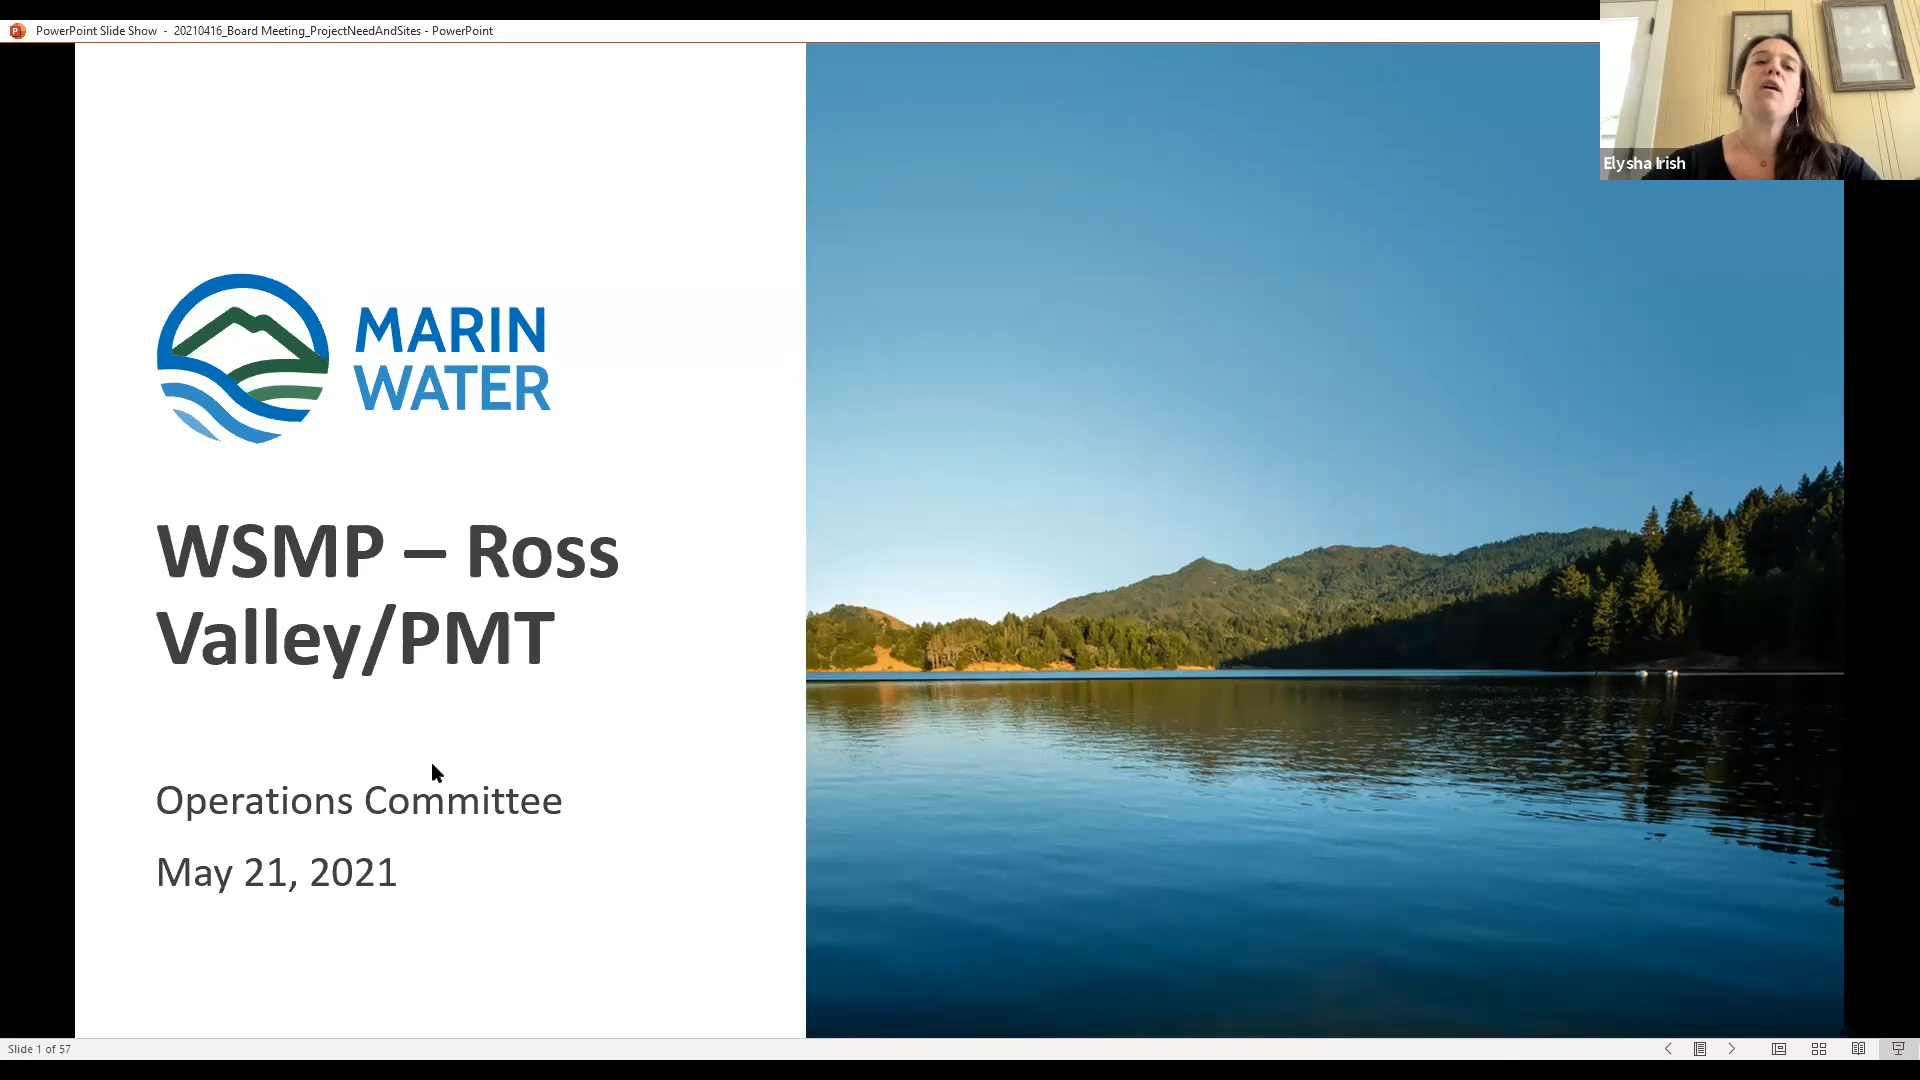 PowerPoint Slide Show - 20210416_Board Meeting_ProjectNeedAndSites - PowerPoint
Elysha Irish
MARIN
WATER
WSMP – Ross
Valley/PMT
Operations Committee
May 21, 2021
Slide 1 of 57